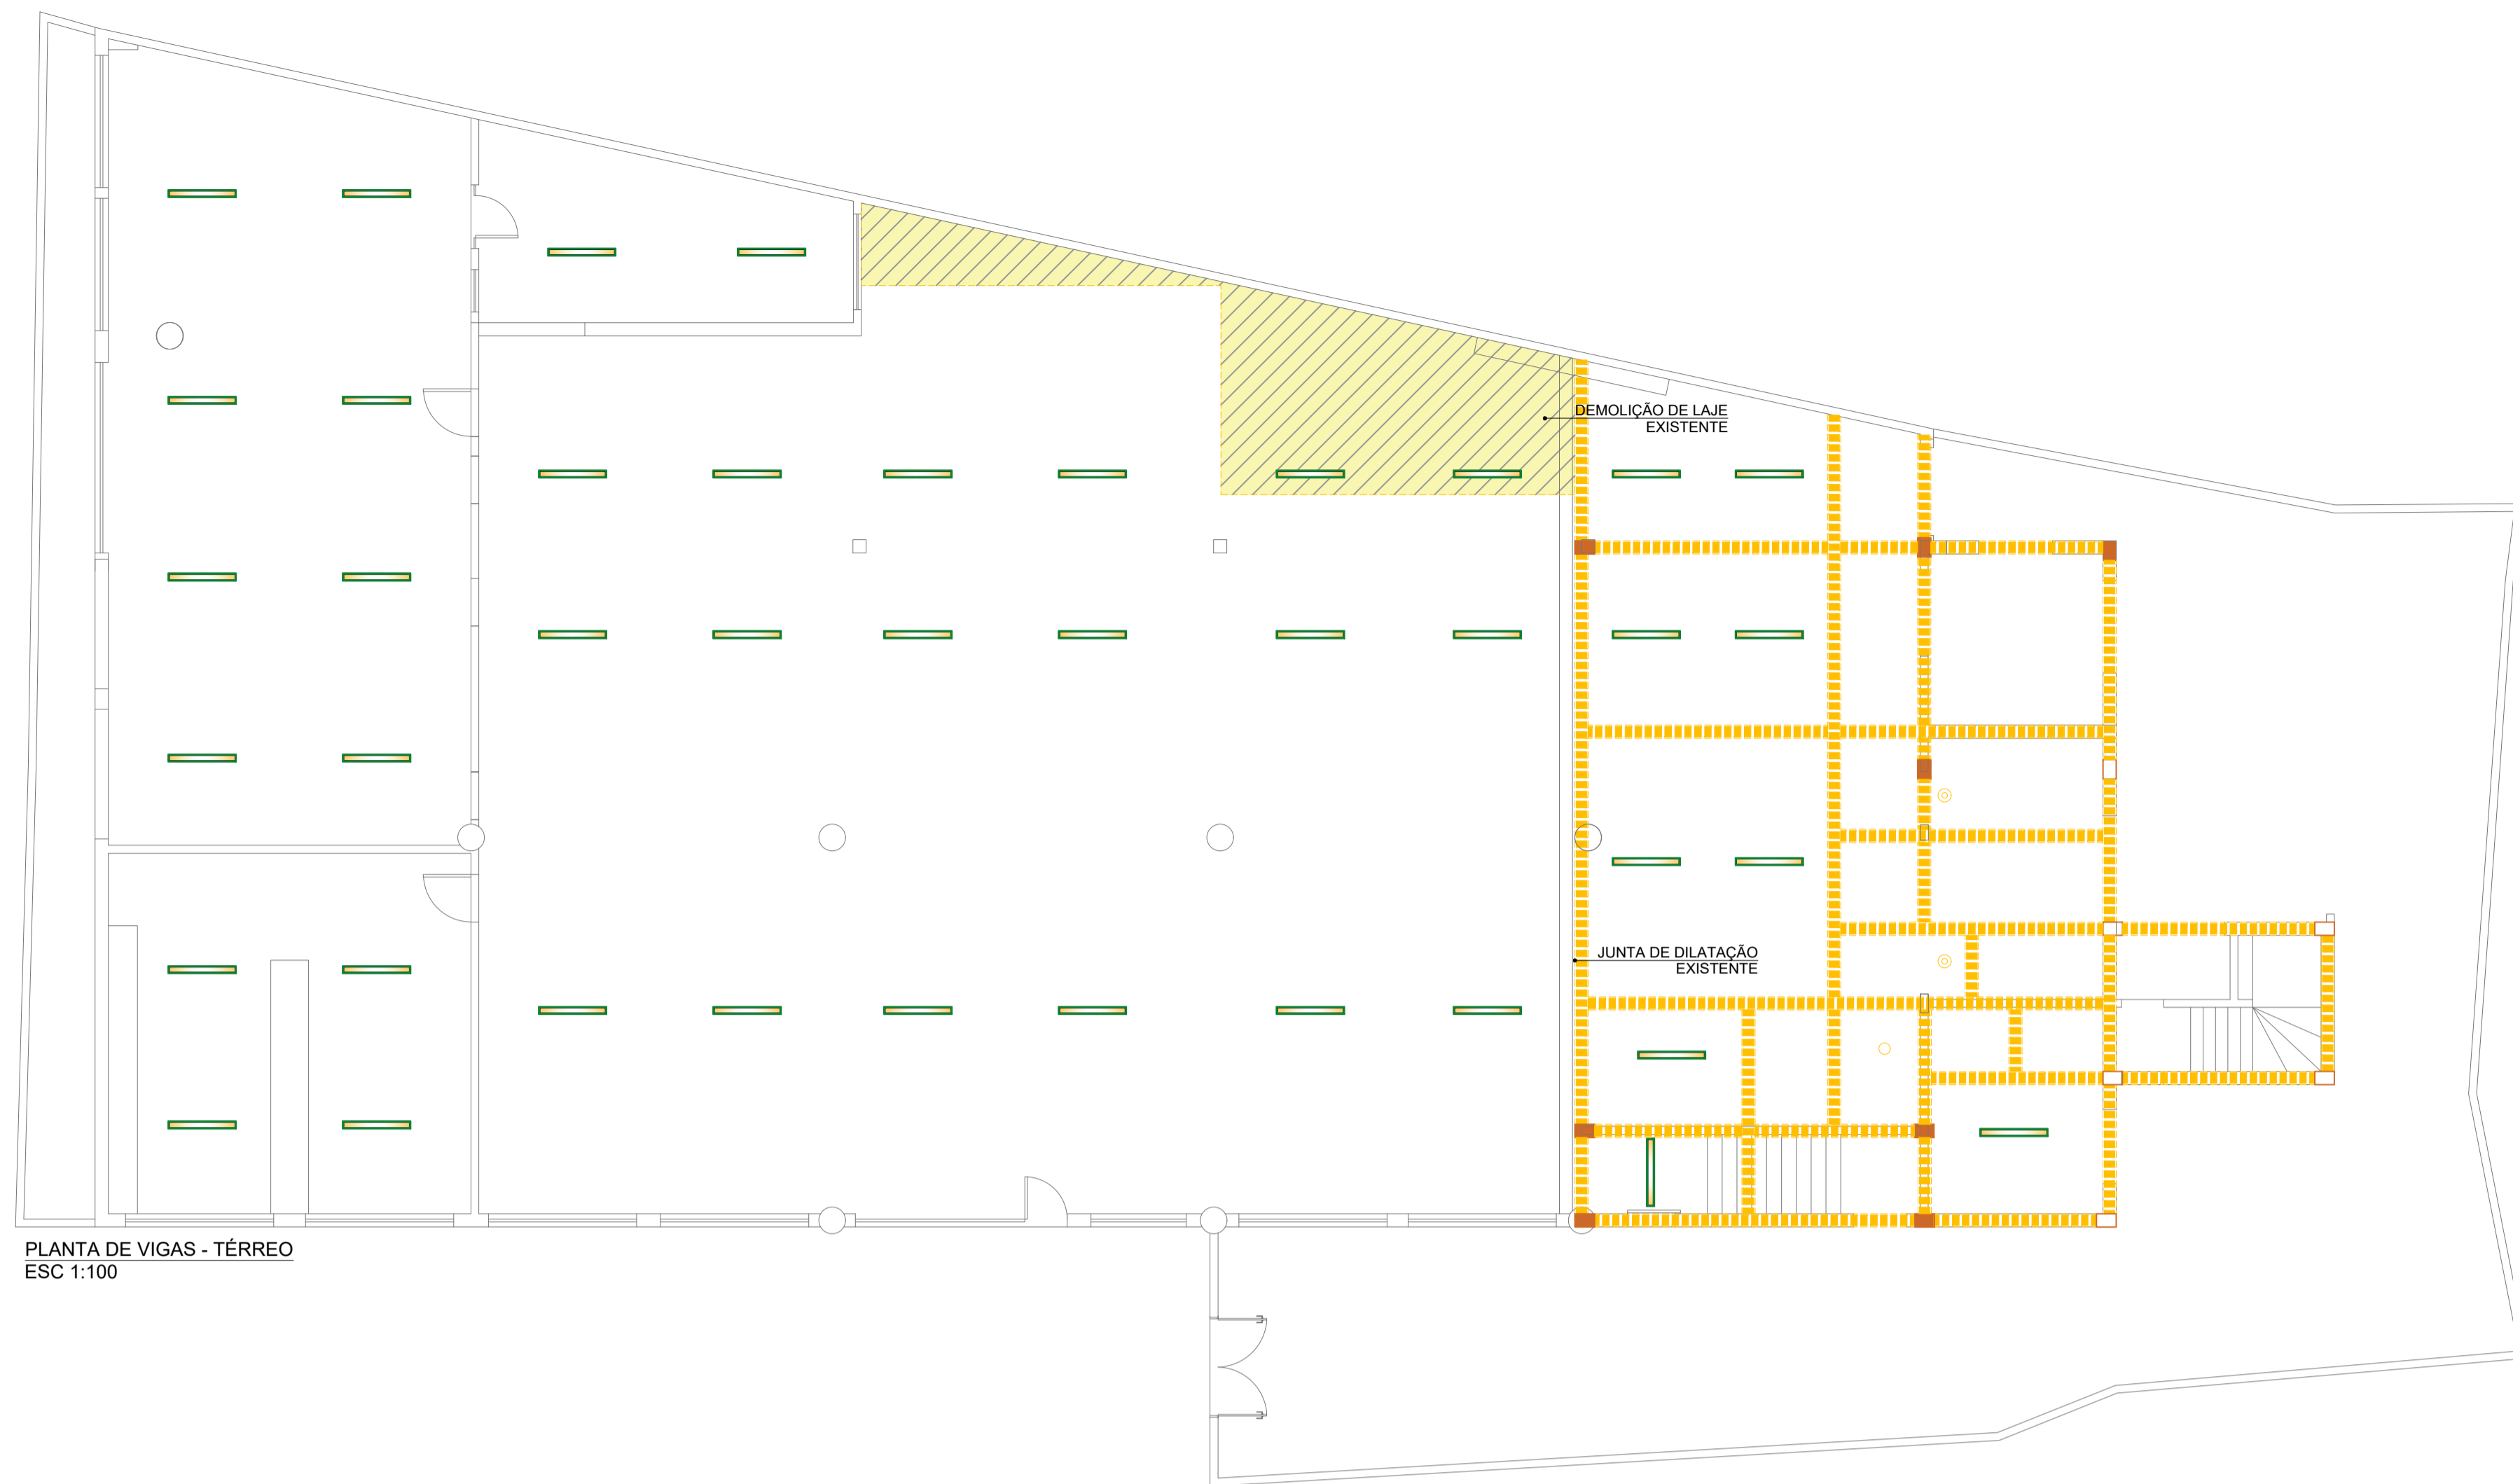 DEMOLIÇÃO DE LAJE
EXISTENTE
JUNTA DE DILATAÇÃO
EXISTENTE
PLANTA DE VIGAS - TÉRREO
ESC 1:100